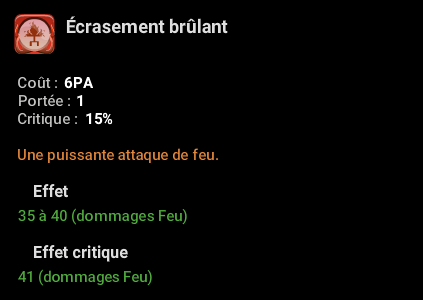 Écrasement brûlant
Coût : 6PA
Portée : 1
Critique : 15%
Une puissante attaque de feu.
Effet
35 à 40 (dommages Feu)
Effet critique
41 (dommages Feu)